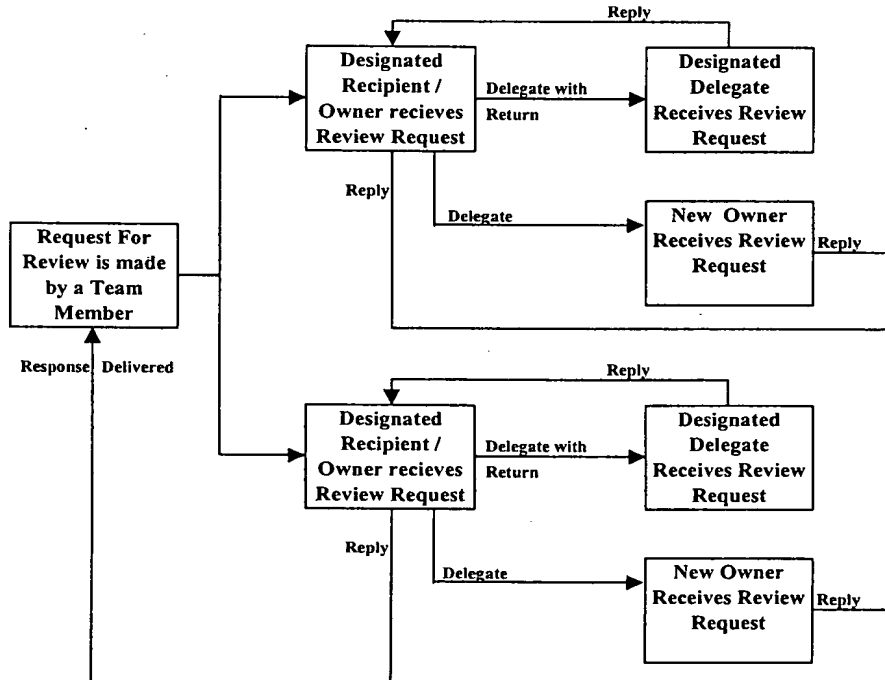 Reply
Designated
Recipient /
Owner recieves
Review Request
Delegate with
Return
Designated
Delegate
Receives Review
Request
Reply
Delegate
New Owner
Receives Review
Request
Reply
Request For
Review is made
by a Team
Member
Response Delivered
Reply
Designated
Recipient /
Owner recieves
Review Request
Delegate with
Return
Designated
Delegate
Receives Review
Request
Reply
Delegate
New Owner
Receives Review
Request
Reply